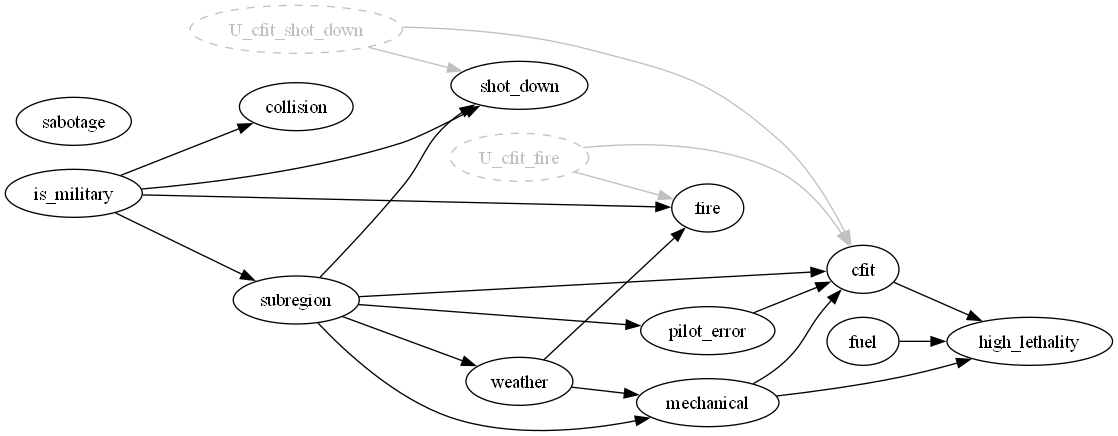 U_cfit_shot_down
shot_down
collision
sabotage
U_cfit_fire
is_military
fire
cfit
subregion
pilot_error
fuel
high_lethality
weather
mechanical